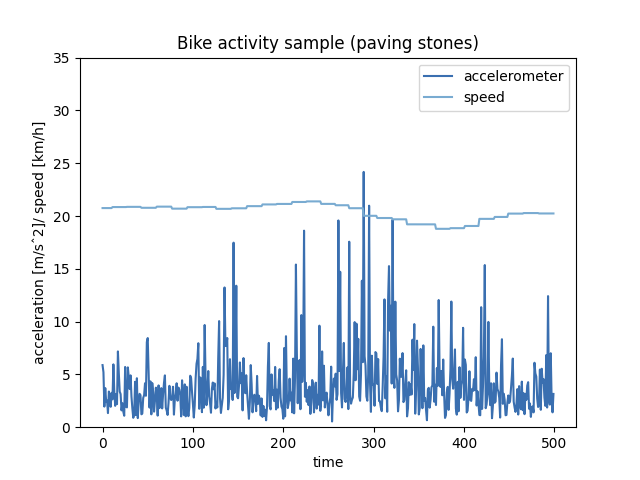 Bike activity sample (paving stones)
accelerometer
speed
acceleration [m/s^2]/ speed [km/h]
35
30
25
20
15
10
5
0
0 100 200 300 400 500
time